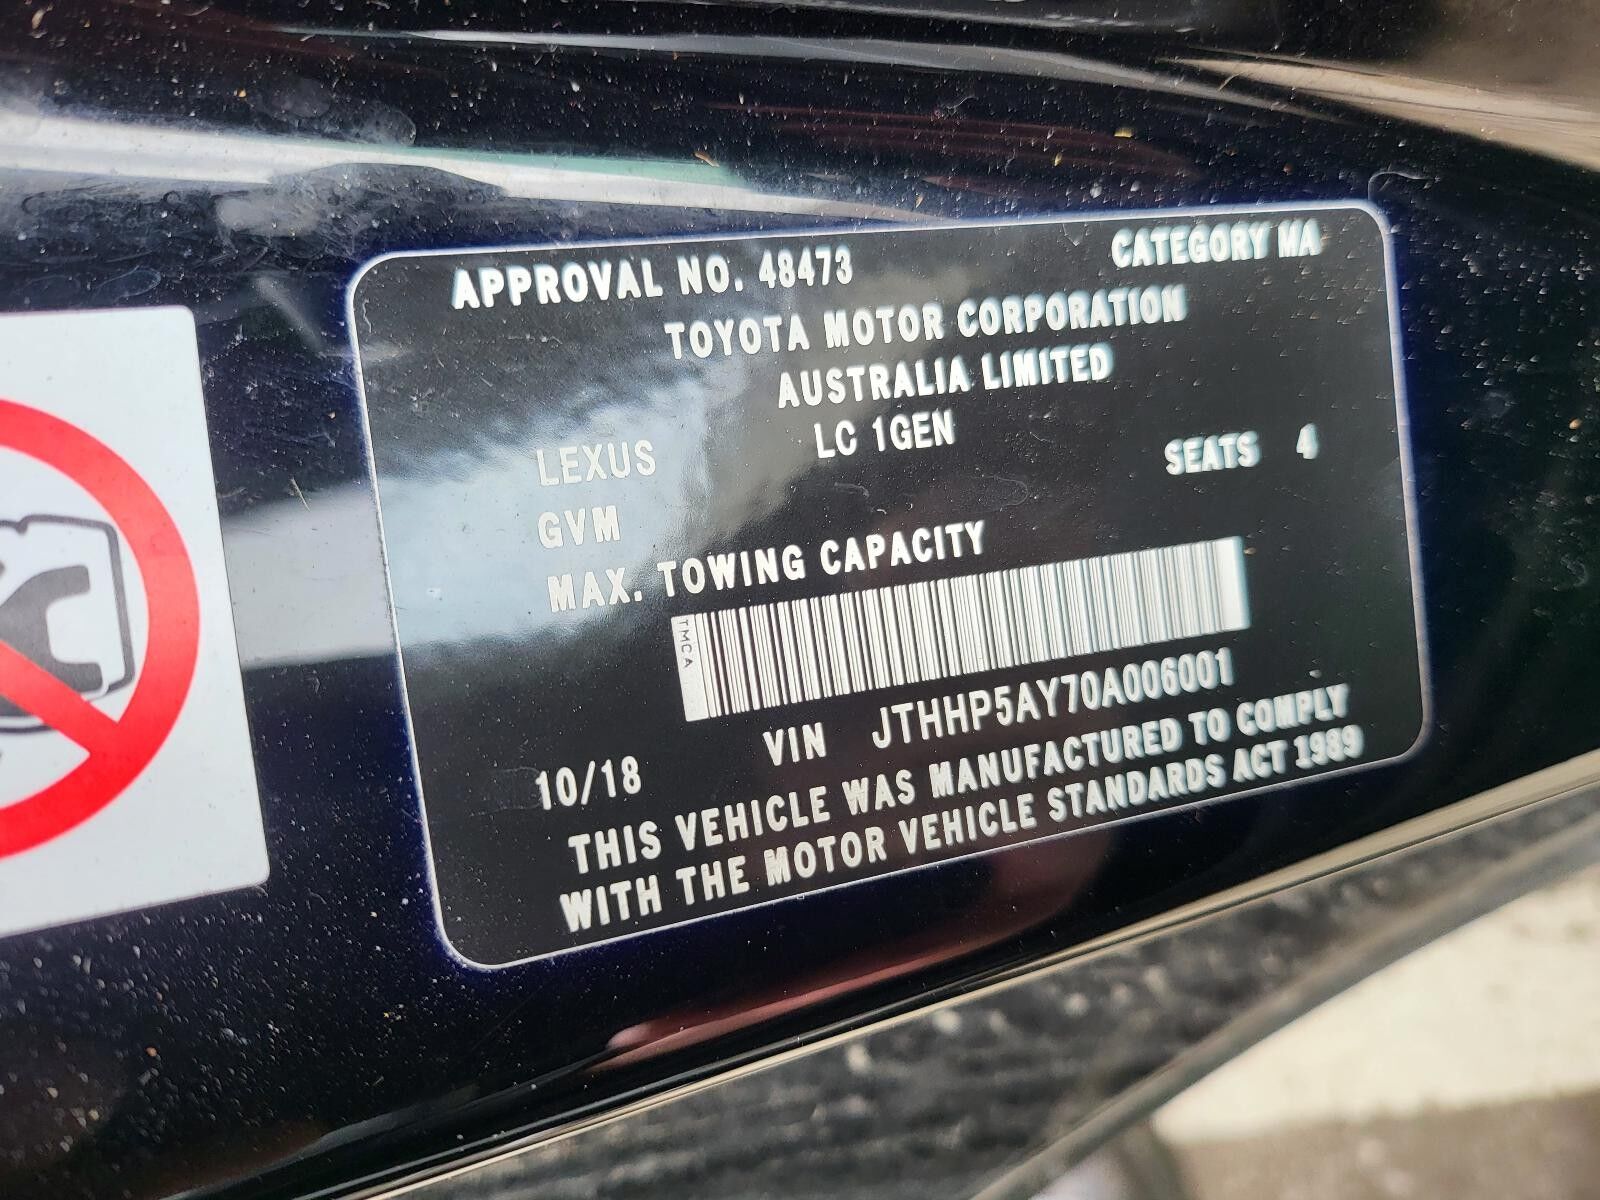 APPROVAL NO. 48473 CATEGORY MA
TOYOTA MOTOR CORPORATION
AUSTRALIA LIMITED
LEXUS LC 1GEN
GVM SEATS 4
MAX. TOWING CAPACITY
TMCA
10/18 VIN JTHHP5AY70A006001
THIS VEHICLE WAS MANUFACTURED TO COMPLY
WITH THE MOTOR VEHICLE STANDARDS ACT 1989